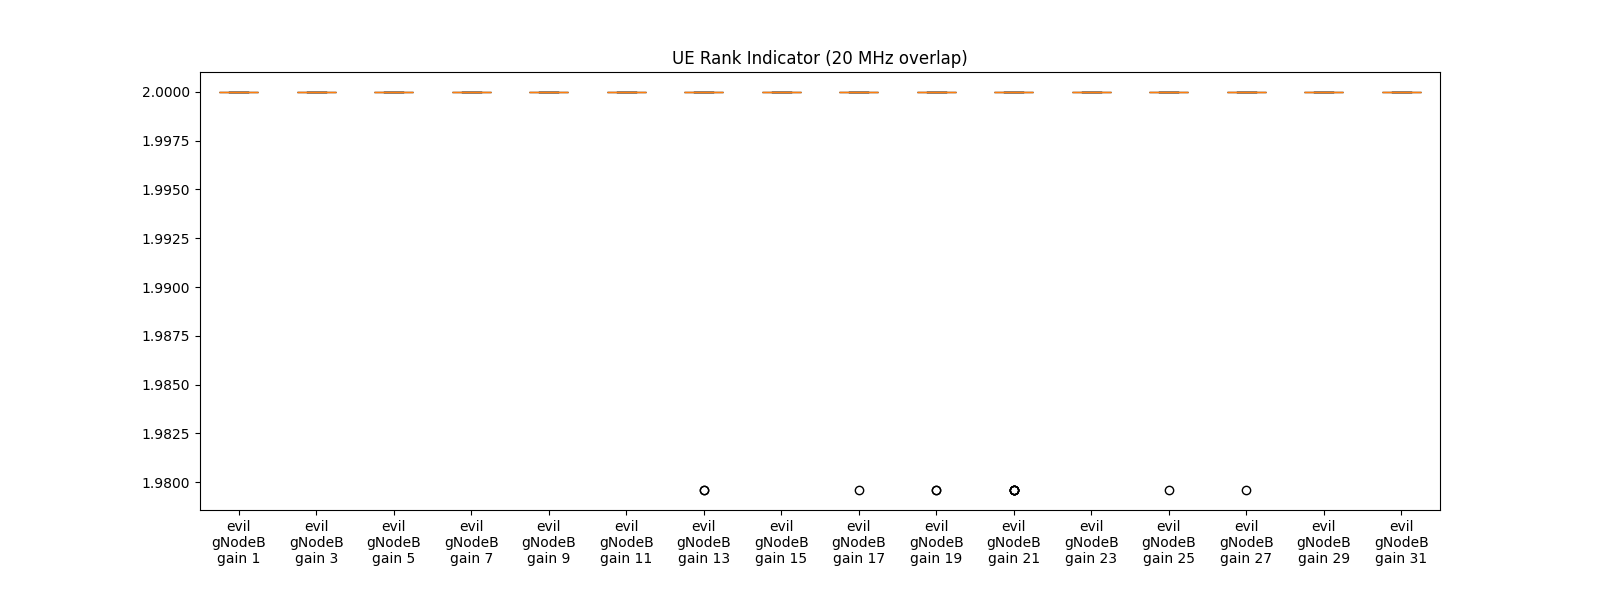 UE Rank Indicator (20 MHz overlap)
2.0000
1.9975
1.9950
1.9925
1.9900
1.9875
1.9850
1.9825
1.9800
evil
gNodeB
gain 1
evil
gNodeB
gain 3
evil
gNodeB
gain 5
evil
gNodeB
gain 7
evil
gNodeB
gain 9
evil
gNodeB
gain 11
evil
gNodeB
gain 13
evil
gNodeB
gain 15
evil
gNodeB
gain 17
evil
gNodeB
gain 19
evil
gNodeB
gain 21
evil
gNodeB
gain 23
evil
gNodeB
gain 25
evil
gNodeB
gain 27
evil
gNodeB
gain 29
evil
gNodeB
gain 31